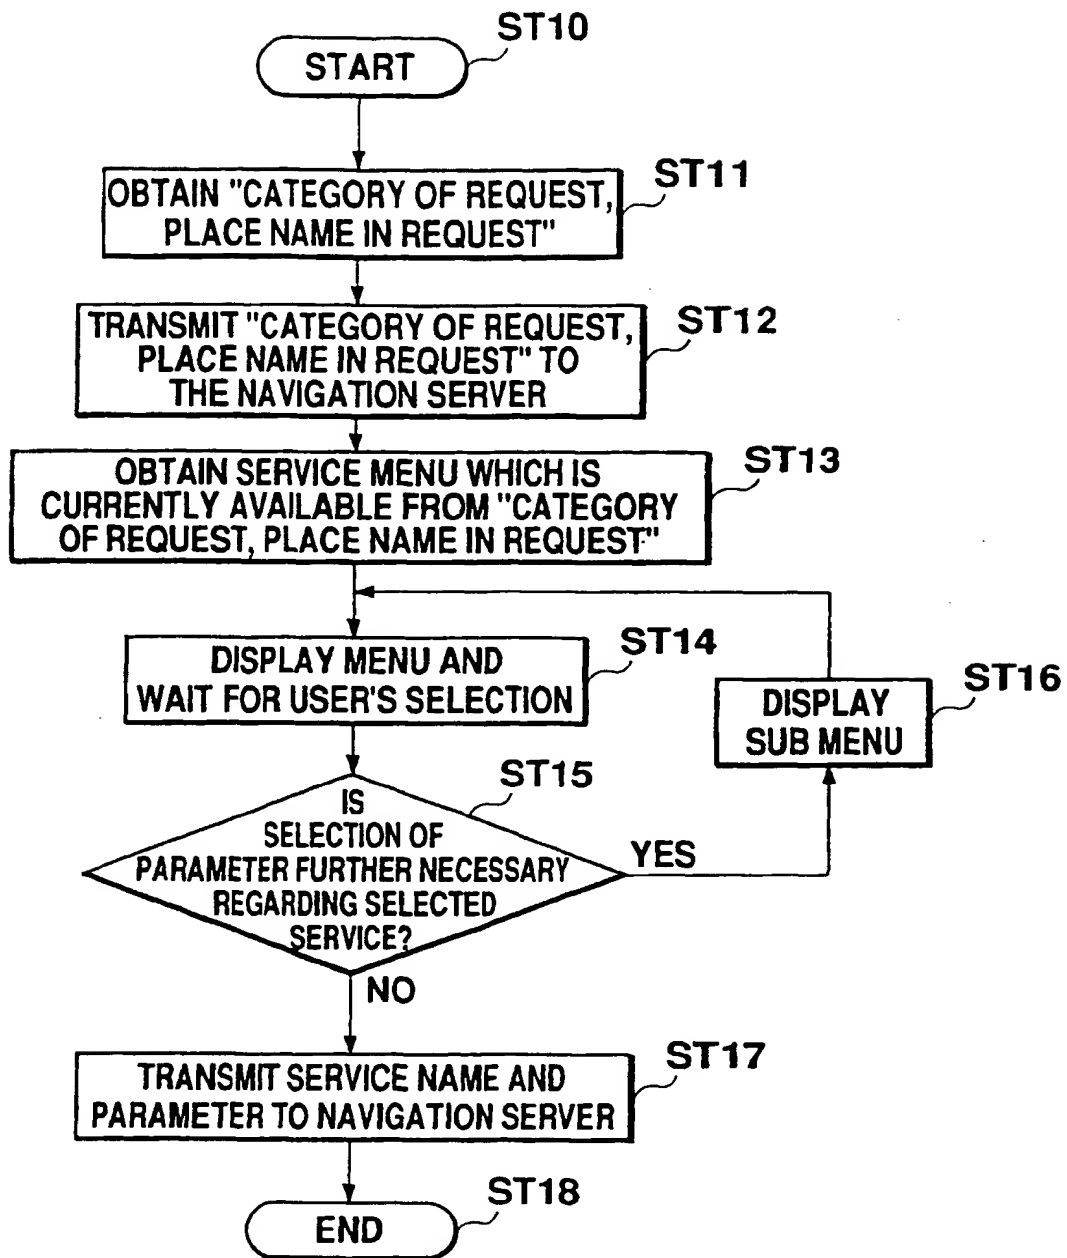 ST10
START
ST11
OBTAIN "CATEGORY OF REQUEST,
PLACE NAME IN REQUEST"
ST12
TRANSMIT "CATEGORY OF REQUEST,
PLACE NAME IN REQUEST" TO
THE NAVIGATION SERVER
ST13
OBTAIN SERVICE MENU WHICH IS
CURRENTLY AVAILABLE FROM "CATEGORY
OF REQUEST, PLACE NAME IN REQUEST"
ST14
DISPLAY MENU AND
WAIT FOR USER'S SELECTION
ST16
DISPLAY
SUB MENU
ST15
IS
SELECTION OF
PARAMETER FURTHER NECESSARY
REGARDING SELECTED
SERVICE?
YES
NO
ST17
TRANSMIT SERVICE NAME AND
PARAMETER TO NAVIGATION SERVER
ST18
END